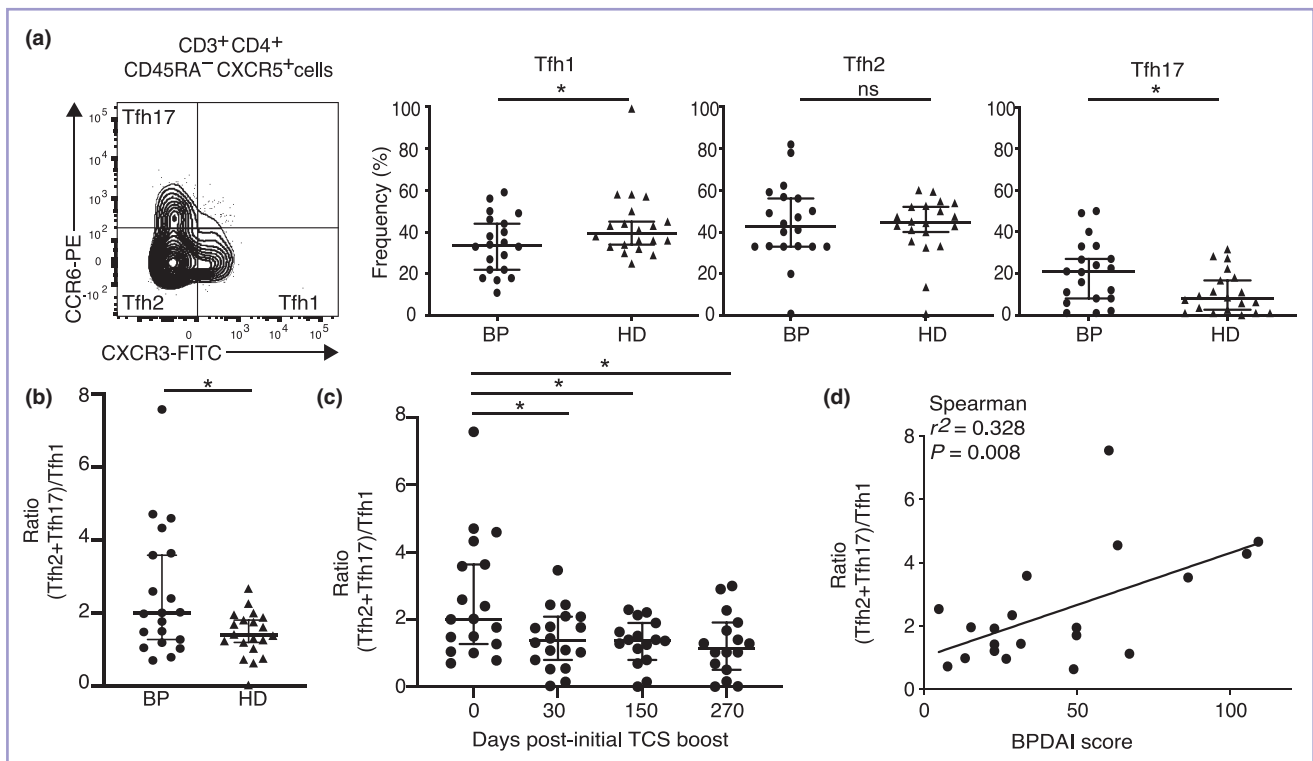 (a)
CD3+ CD4+
CD45RA− CXCR5+cells
Tfh17
Tfh2
Tfh1
10^5
10^4
10^3
10^2
0
-10^2
0
10^3
10^4
10^5
CCR6-PE
CXCR3-FITC
Tfh1
*
Frequency (%)
100
80
60
40
20
0
BP HD
Tfh2
ns
100
80
60
40
20
0
BP HD
Tfh17
*
100
80
60
40
20
0
BP HD
(b)
*
Ratio
(Tfh2+Tfh17)/Tfh1
8
6
4
2
0
BP HD
(c)
*
*
*
Ratio
(Tfh2+Tfh17)/Tfh1
8
6
4
2
0
0 30 150 270
Days post-initial TCS boost
(d)
Spearman
r2 = 0.328
P = 0.008
Ratio
(Tfh2+Tfh17)/Tfh1
8
6
4
2
0
0 50 100
BPDAI score